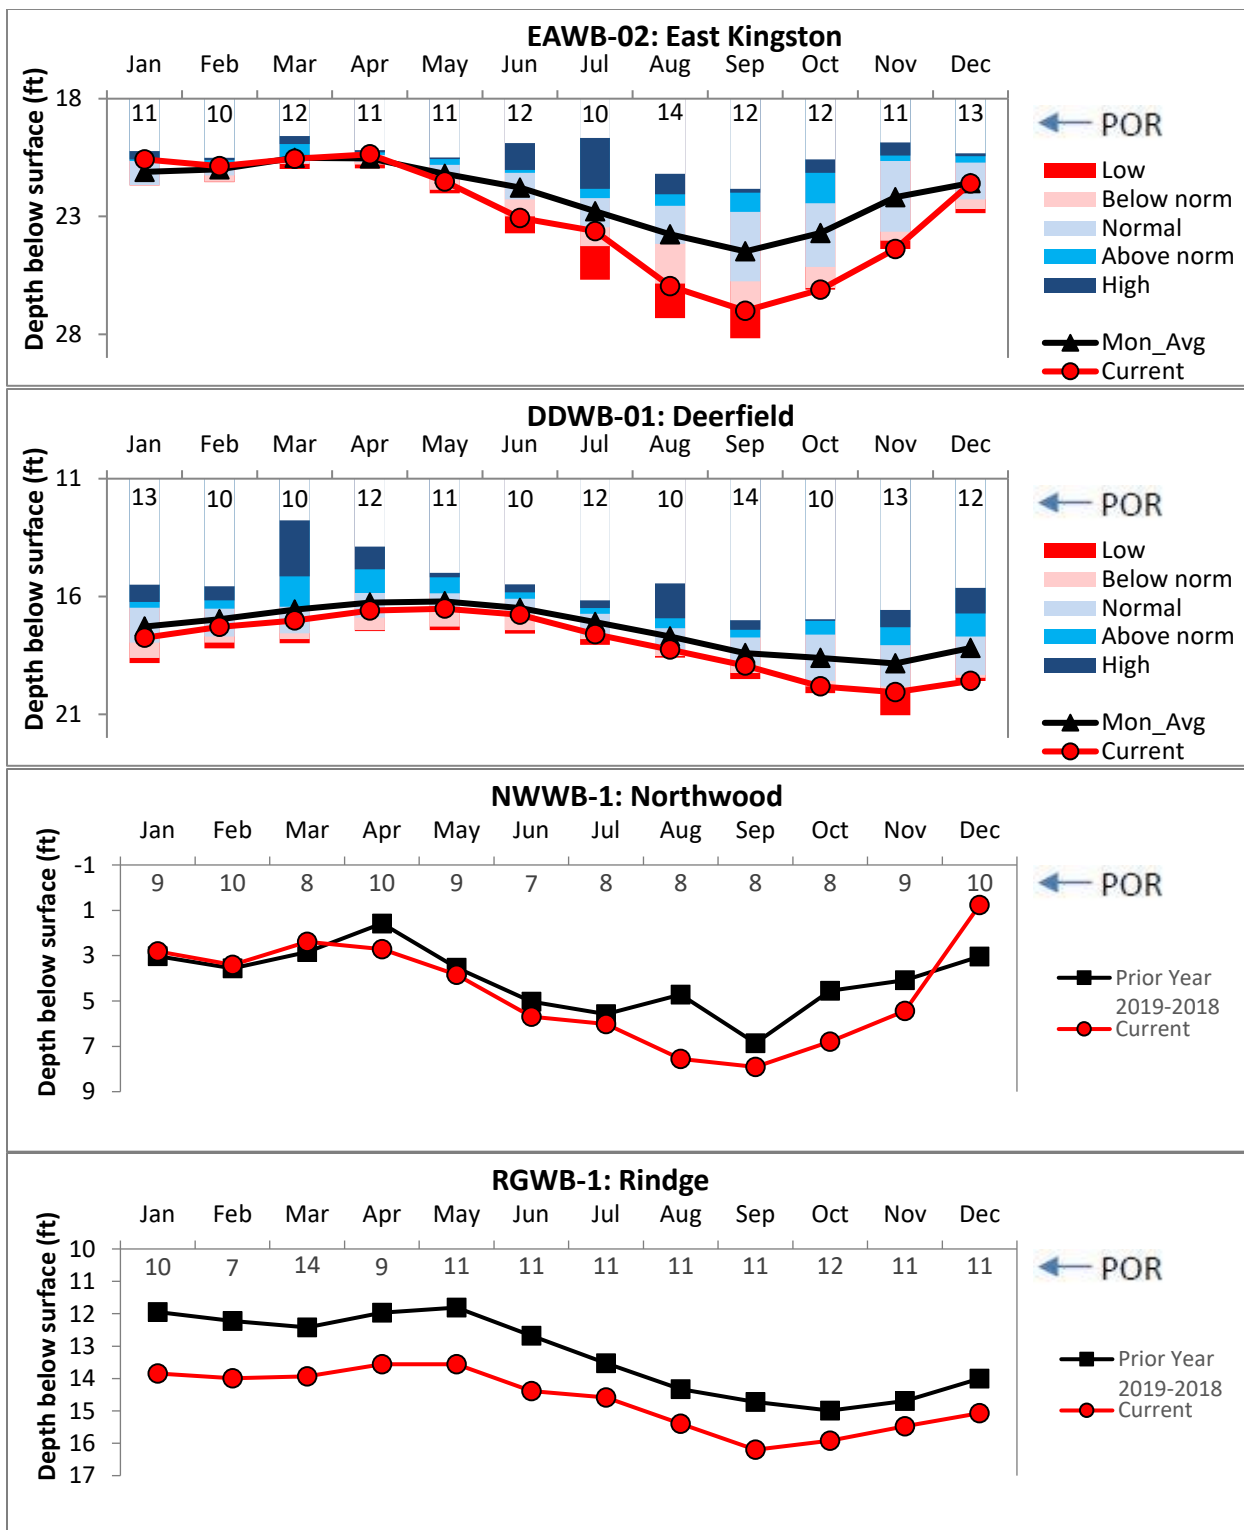 EAWB-02: East Kingston
Jan Feb Mar Apr May Jun Jul Aug Sep Oct Nov Dec
Depth below surface (ft)
18
23
28
11 10 12 11 11 12 10 14 12 12 11 13
POR
Low
Below norm
Normal
Above norm
High
Mon_Avg
Current
DDWB-01: Deerfield
Jan Feb Mar Apr May Jun Jul Aug Sep Oct Nov Dec
Depth below surface (ft)
11
16
21
13 10 10 12 11 10 12 10 14 10 13 12
POR
Low
Below norm
Normal
Above norm
High
Mon_Avg
Current
NWWB-1: Northwood
Jan Feb Mar Apr May Jun Jul Aug Sep Oct Nov Dec
Depth below surface (ft)
-1
1
3
5
7
9
9 10 8 10 9 7 8 8 8 8 9 10
POR
Prior Year
2019-2018
Current
RGWB-1: Rindge
Jan Feb Mar Apr May Jun Jul Aug Sep Oct Nov Dec
Depth below surface (ft)
10
11
12
13
14
15
16
17
10 7 14 9 11 11 11 11 11 12 11 11
POR
Prior Year
2019-2018
Current